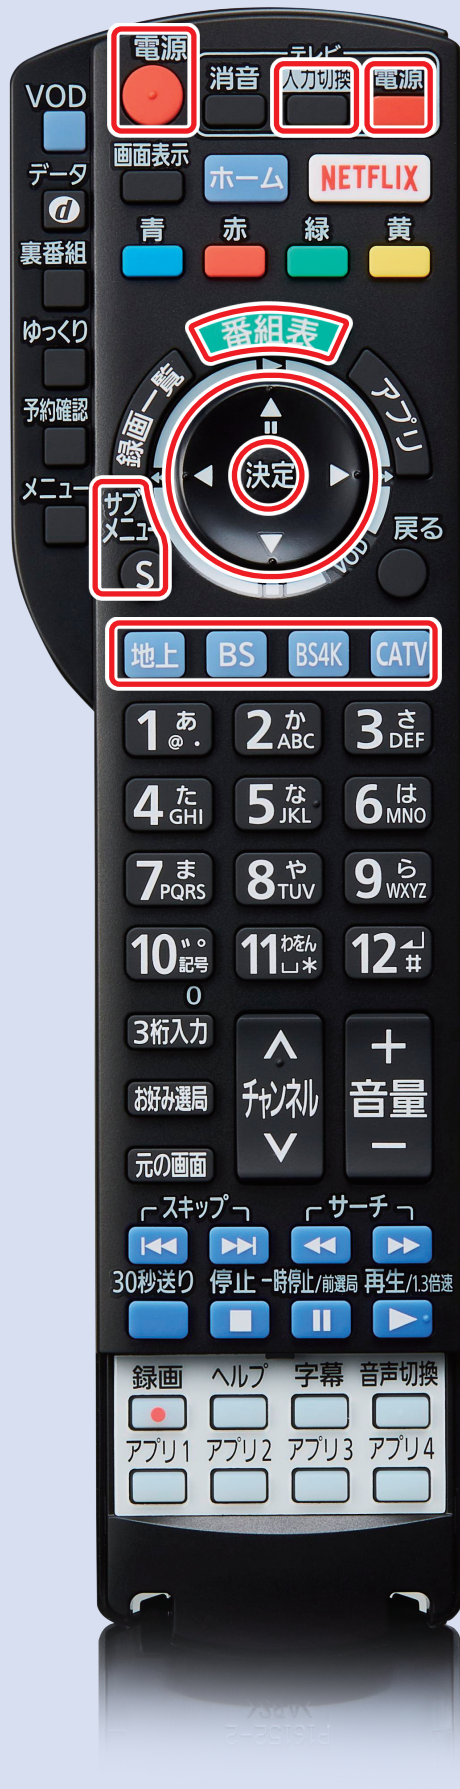 電源
テレビ
消音 入力切換 電源
VOD
画面表示 ホーム NETFLIX
データ
d
青 赤 緑 黄
裏番組
番組表
ゆっくり
録画一覧 アプリ
予約確認
決定
メニュー
サブ
メニュー
S
戻る
VOD
地上 BS BS4K CATV
1 あ @ . 2 か ABC 3 さ DEF
4 た GHI 5 な JKL 6 は MNO
7 ま PQRS 8 や TUV 9 ら WXYZ
10 ゛゜ 記号 11 わをん ␣* 12 ⏎ #
0
3桁入力
チャンネル 音量
+
−
お好み選局
元の画面
スキップ サーチ
30秒送り 停止 一時停止/前選局 再生/1.3倍速
録画 ヘルプ 字幕 音声切換
アプリ1 アプリ2 アプリ3 アプリ4